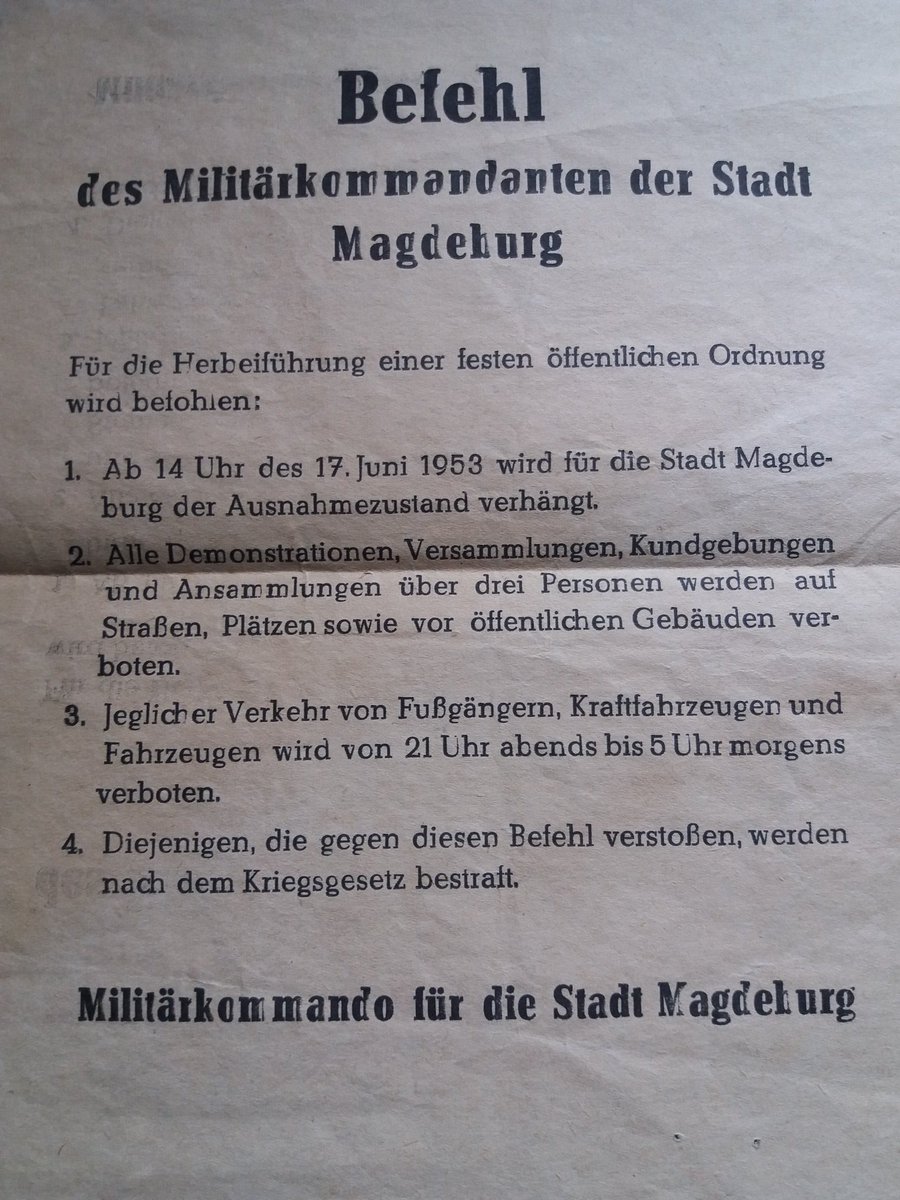 Befehl
des Militärkommandanten der Stadt
Magdeburg
Für die Herbeiführung einer festen öffentlichen Ordnung
wird befohlen:
1. Ab 14 Uhr des 17. Juni 1953 wird für die Stadt Magde-
burg der Ausnahmezustand verhängt.
2. Alle Demonstrationen, Versammlungen, Kundgebungen
und Ansammlungen über drei Personen werden auf
Straßen, Plätzen sowie vor öffentlichen Gebäuden ver-
boten.
3. Jeglicher Verkehr von Fußgängern, Kraftfahrzeugen und
Fahrzeugen wird von 21 Uhr abends bis 5 Uhr morgens
verboten.
4. Diejenigen, die gegen diesen Befehl verstoßen, werden
nach dem Kriegsgesetz bestraft.
Militärkommando für die Stadt Magdeburg